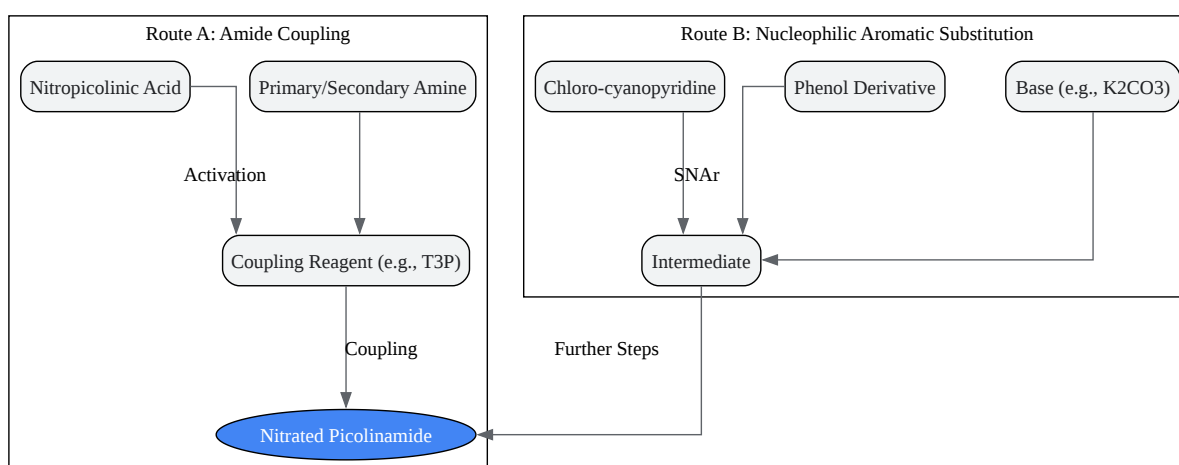 Route A: Amide Coupling
Nitropicolinic Acid
Primary/Secondary Amine
Activation
Coupling Reagent (e.g., T3P)
Coupling
Nitrated Picolinamide
Route B: Nucleophilic Aromatic Substitution
Chloro-cyanopyridine
Phenol Derivative
Base (e.g., K2CO3)
SNAr
Intermediate
Further Steps